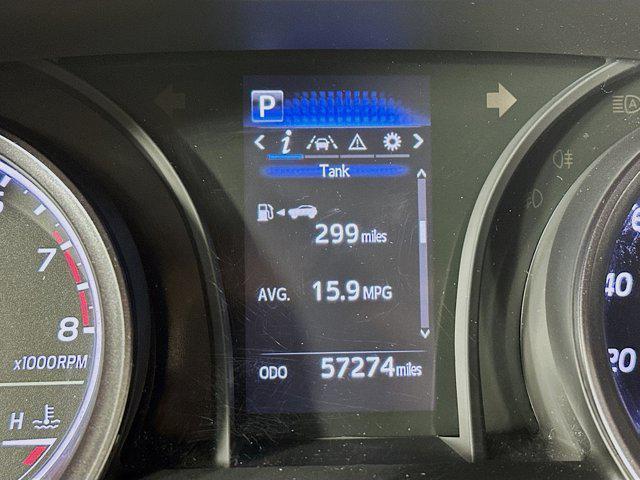 P
i
Tank
299 miles
AVG. 15.9 MPG
ODO 57274 miles
7
8
x1000RPM
H
40
20